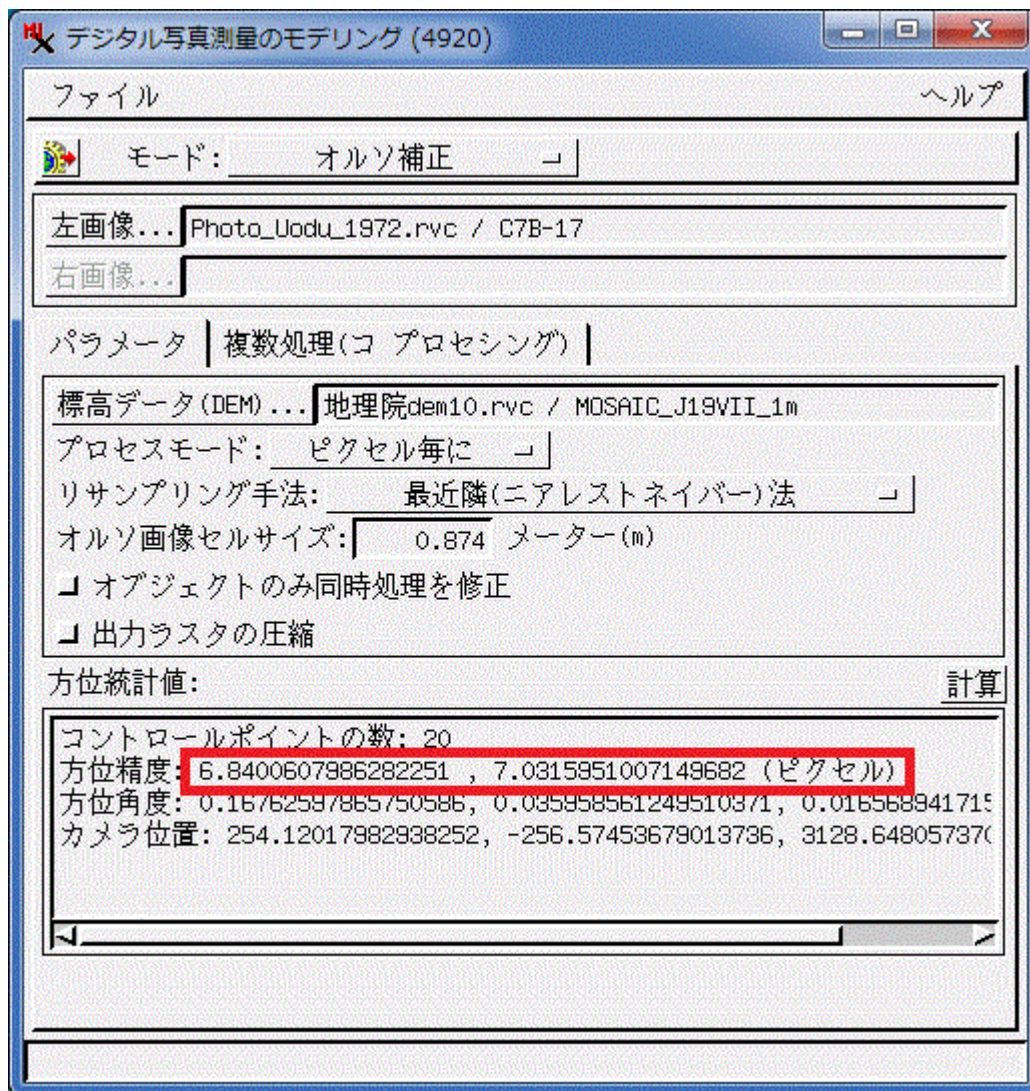 デジタル写真測量のモデリング (4920)
ファイル ヘルプ
モード: オルソ補正
左画像... Photo_Uodu_1972.rvc / C7B-17
右画像...
パラメータ 複数処理(コ プロセシング)
標高データ(DEM)... 地理院dem10.rvc / MOSAIC_J19VII_1m
プロセスモード: ピクセル毎に
リサンプリング手法: 最近隣(ニアレストネイバー)法
オルソ画像セルサイズ: 0.874 メーター(m)
オブジェクトのみ同時処理を修正
出力ラスタの圧縮
方位統計値: 計算
コントロールポイントの数: 20
方位精度: 6.8400607986282251 , 7.0315951007149682 (ピクセル)
方位角度: 0.16762597865750586, 0.035958561249510371, 0.016568941715
カメラ位置: 254.12017982938252, -256.57453679013736, 3128.648057370